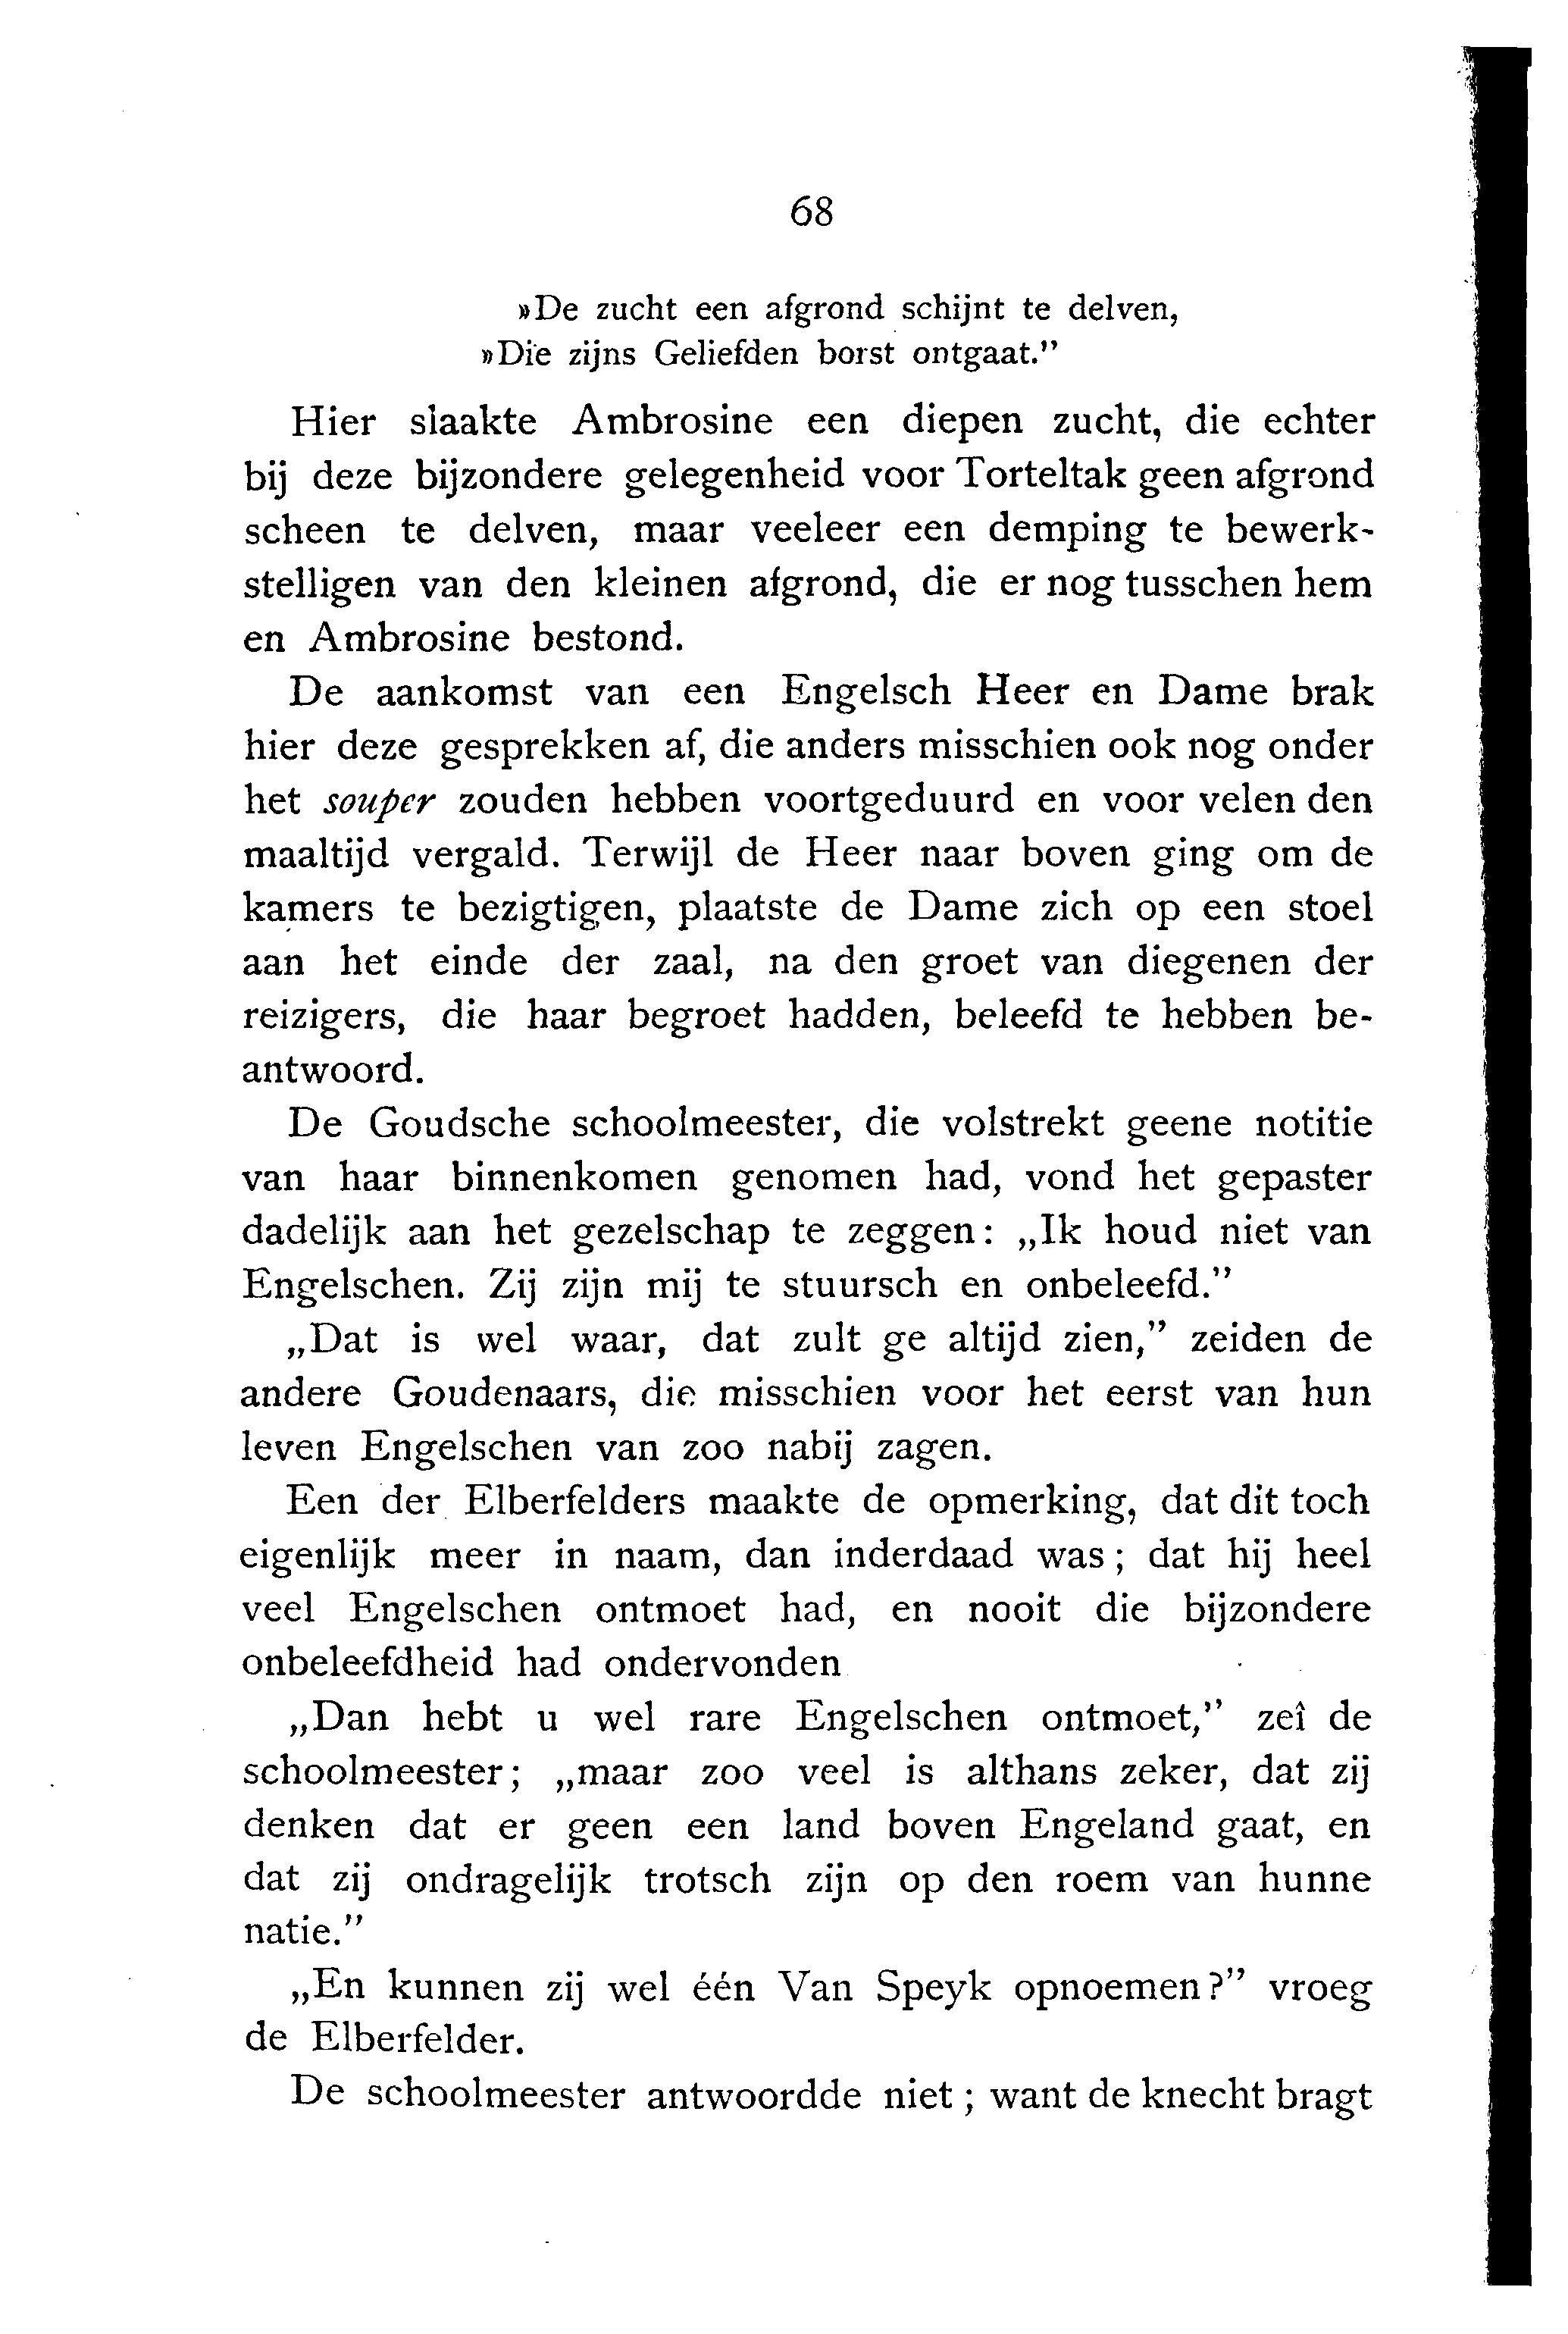 68
»De zucht een afgrond schijnt te delven,
»Die zijns Geliefden borst ontgaat.”
Hier slaakte Ambrosine een diepen zucht, die echter
bij deze bijzondere gelegenheid voor Torteltak geen afgrond
scheen te delven, maar veeleer een demping te bewerk-
stelligen van den kleinen afgrond, die er nog tusschen hem
en Ambrosine bestond.
De aankomst van een Engelsch Heer en Dame brak
hier deze gesprekken af, die anders misschien ook nog onder
het souper zouden hebben voortgeduurd en voor velen den
maaltijd vergald. Terwijl de Heer naar boven ging om de
kamers te bezigtigen, plaatste de Dame zich op een stoel
aan het einde der zaal, na den groet van diegenen der
reizigers, die haar begroet hadden, beleefd te hebben be-
antwoord.
De Goudsche schoolmeester, die volstrekt geene notitie
van haar binnenkomen genomen had, vond het gepaster
dadelijk aan het gezelschap te zeggen: „Ik houd niet van
Engelschen. Zij zijn mij te stuursch en onbeleefd.”
„Dat is wel waar, dat zult ge altijd zien,” zeiden de
andere Goudenaars, die misschien voor het eerst van hun
leven Engelschen van zoo nabij zagen.
Een der Elberfelders maakte de opmerking, dat dit toch
eigenlijk meer in naam, dan inderdaad was; dat hij heel
veel Engelschen ontmoet had, en nooit die bijzondere
onbeleefdheid had ondervonden
„Dan hebt u wel rare Engelschen ontmoet,” zeî de
schoolmeester; „maar zoo veel is althans zeker, dat zij
denken dat er geen een land boven Engeland gaat, en
dat zij ondragelijk trotsch zijn op den roem van hunne
natie.”
„En kunnen zij wel één Van Speyk opnoemen?” vroeg
de Elberfelder.
De schoolmeester antwoordde niet; want de knecht bragt